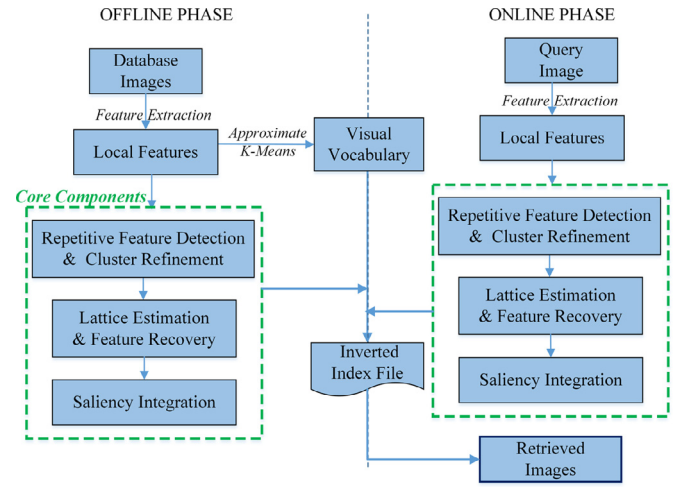 OFFLINE PHASE
ONLINE PHASE
Database
Images
Feature Extraction
Local Features
Approximate
K-Means
Visual
Vocabulary
Core Components
Repetitive Feature Detection
& Cluster Refinement
Lattice Estimation
& Feature Recovery
Saliency Integration
Inverted
Index File
Query
Image
Feature Extraction
Local Features
Repetitive Feature Detection
& Cluster Refinement
Lattice Estimation
& Feature Recovery
Saliency Integration
Retrieved
Images